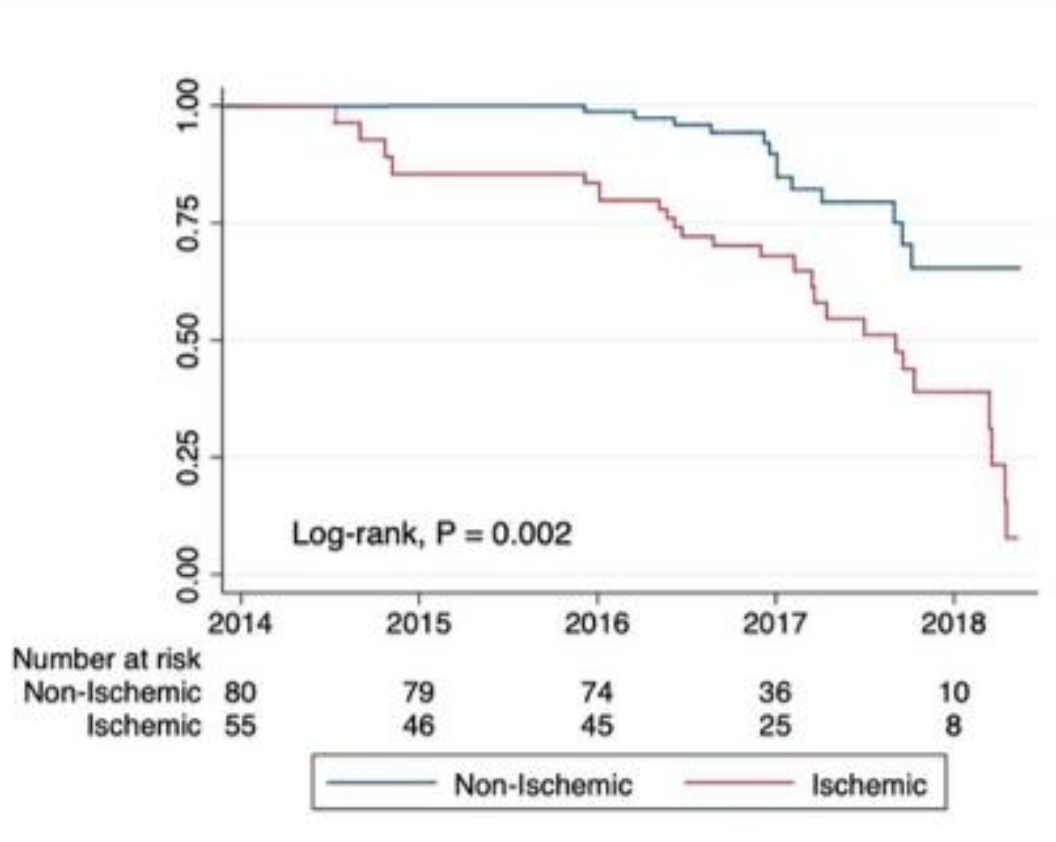 1.00
0.75
0.50
0.25
0.00
Log-rank, P = 0.002
2014 2015 2016 2017 2018
Number at risk
Non-Ischemic 80 79 74 36 10
Ischemic 55 46 45 25 8
Non-Ischemic Ischemic